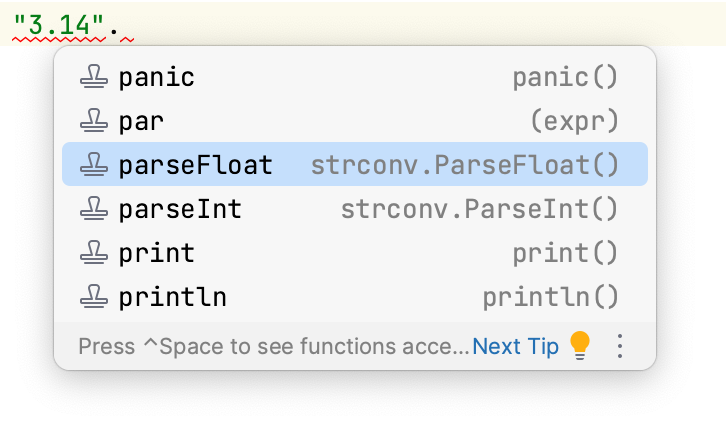 "3.14".
panic panic()
par (expr)
parseFloat strconv.ParseFloat()
parseInt strconv.ParseInt()
print print()
println println()
Press ^Space to see functions acce... Next Tip